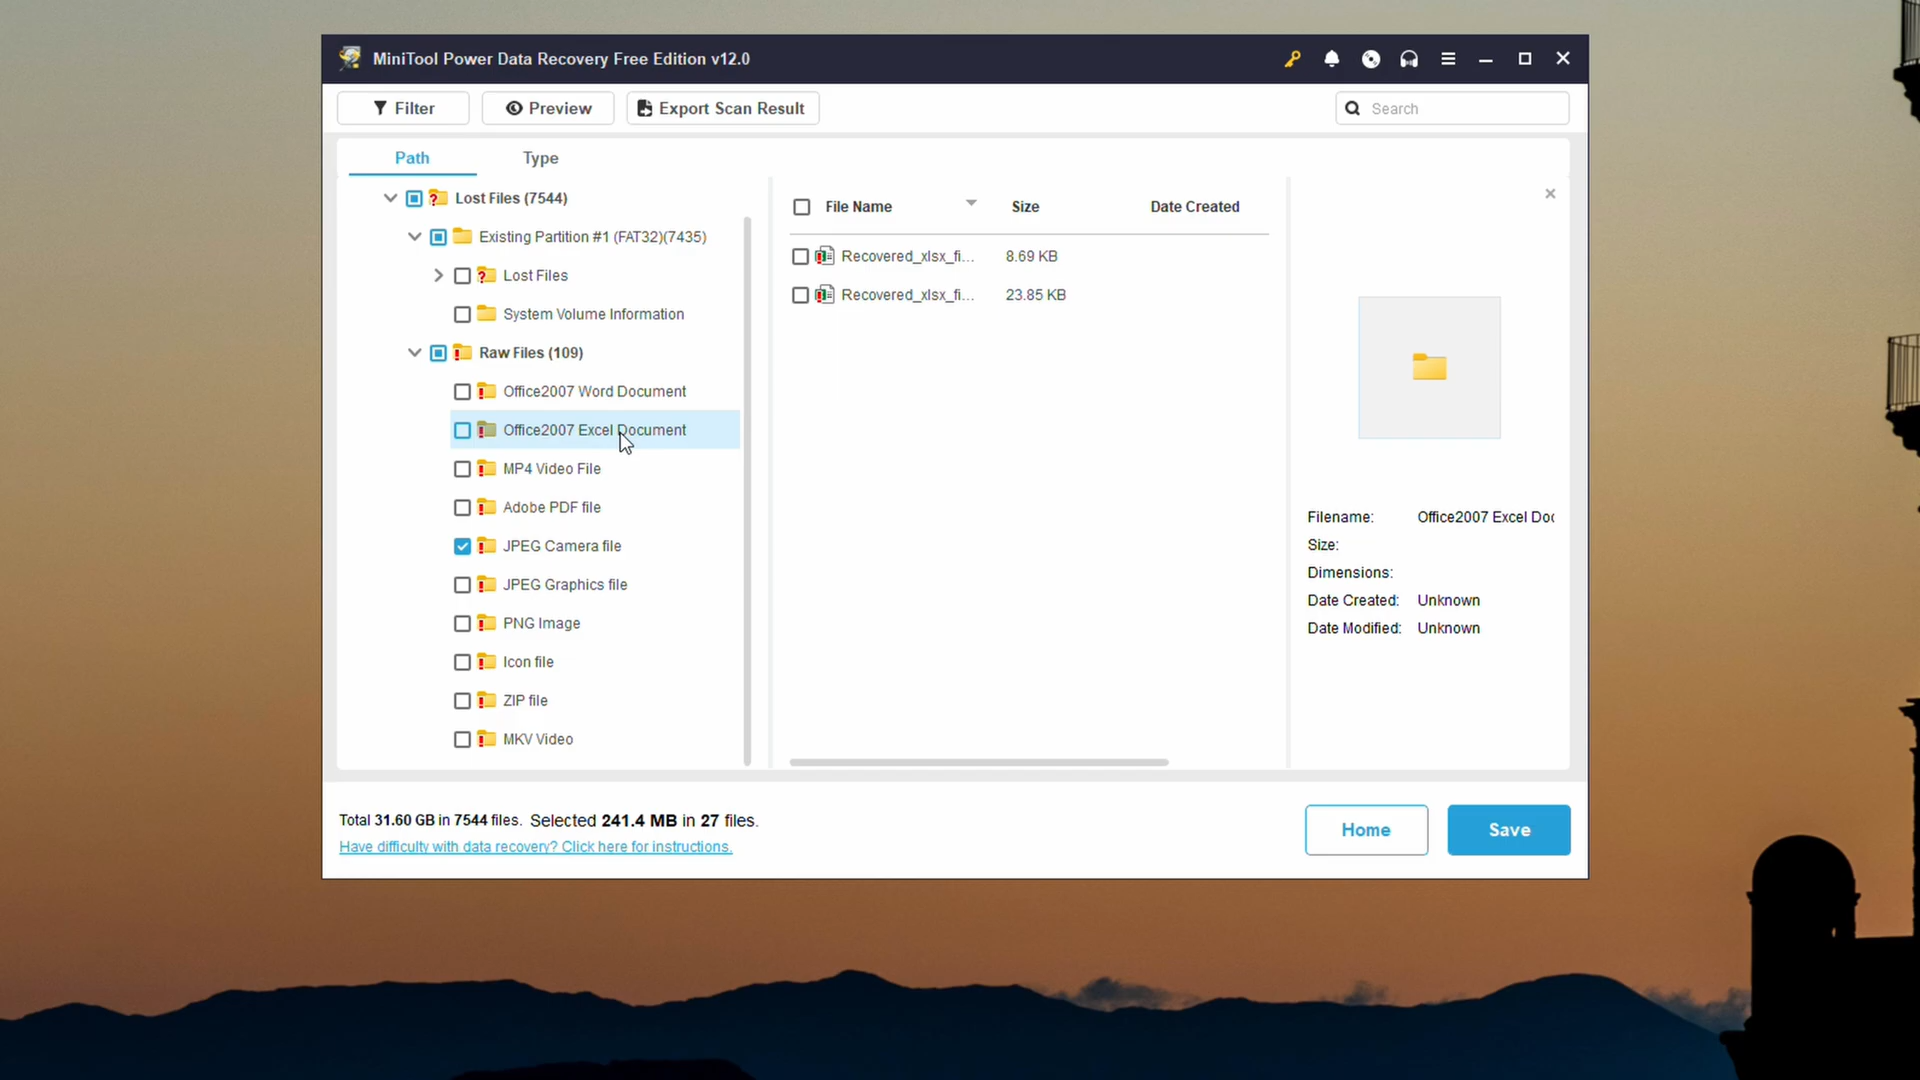 MiniTool Power Data Recovery Free Edition v12.0
Filter
Preview
Export Scan Result
Search
Path
Type
Lost Files (7544)
Existing Partition #1 (FAT32)(7435)
Lost Files
System Volume Information
Raw Files (109)
Office2007 Word Document
Office2007 Excel Document
MP4 Video File
Adobe PDF file
JPEG Camera file
JPEG Graphics file
PNG Image
Icon file
ZIP file
MKV Video
File Name Size Date Created
Recovered_xlsx_fi... 8.69 KB
Recovered_xlsx_fi... 23.85 KB
Filename: Office2007 Excel Doc
Size:
Dimensions:
Date Created: Unknown
Date Modified: Unknown
Total 31.60 GB in 7544 files. Selected 241.4 MB in 27 files.
Have difficulty with data recovery? Click here for instructions.
Home
Save